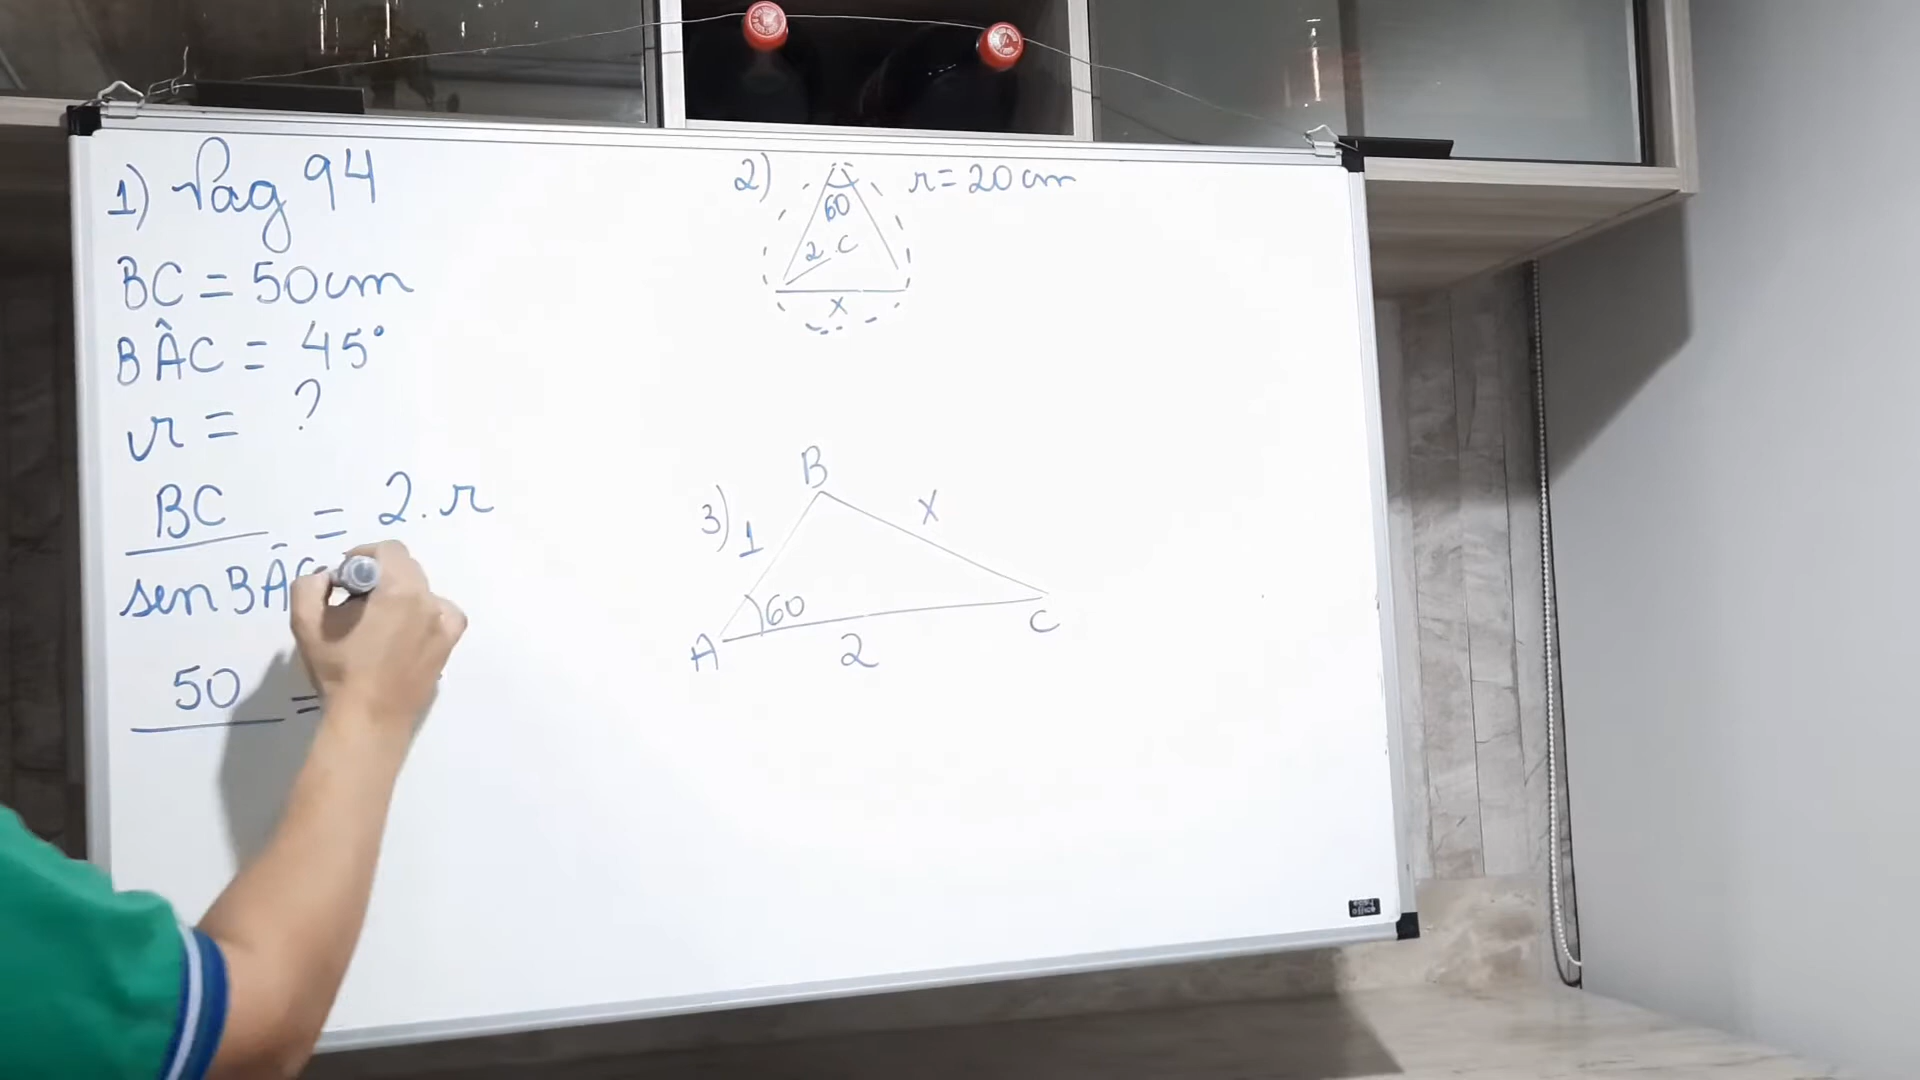 1) Pag 94
BC = 50cm
BÂC = 45°
r = ?
BC = 2.r
sen BÂC
50 =
2) r = 20 cm
60
2 C
x
3)
B
1
x
60
A
2
C